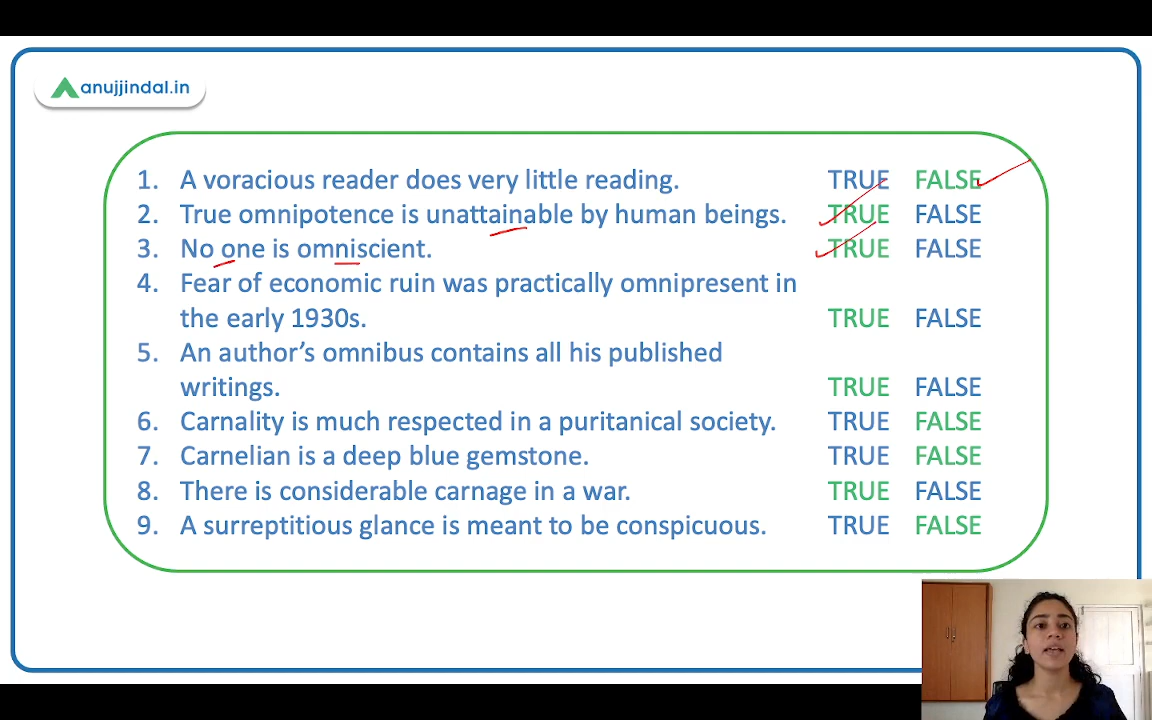 anujjindal.in
1. A voracious reader does very little reading. TRUE FALSE
2. True omnipotence is unattainable by human beings. TRUE FALSE
3. No one is omniscient. TRUE FALSE
4. Fear of economic ruin was practically omnipresent in
the early 1930s. TRUE FALSE
5. An author’s omnibus contains all his published
writings. TRUE FALSE
6. Carnality is much respected in a puritanical society. TRUE FALSE
7. Carnelian is a deep blue gemstone. TRUE FALSE
8. There is considerable carnage in a war. TRUE FALSE
9. A surreptitious glance is meant to be conspicuous. TRUE FALSE